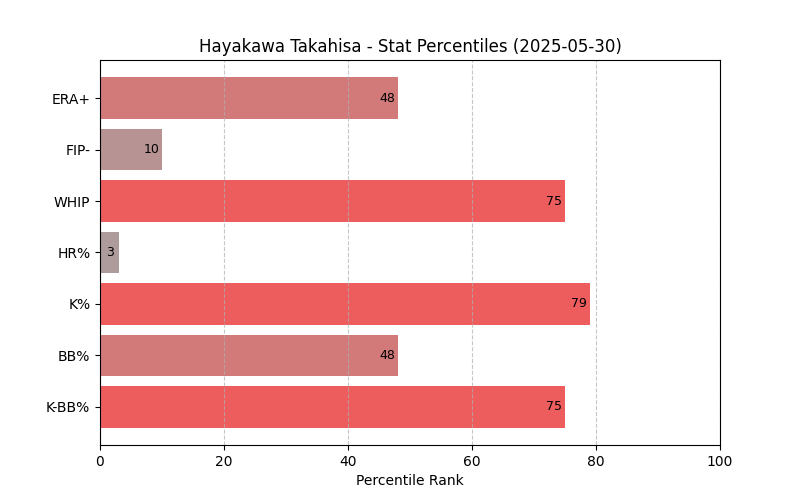 Hayakawa Takahisa - Stat Percentiles (2025-05-30)
ERA+
48
FIP-
10
WHIP
75
HR%
3
K%
79
BB%
48
K-BB%
75
0 20 40 60 80 100
Percentile Rank